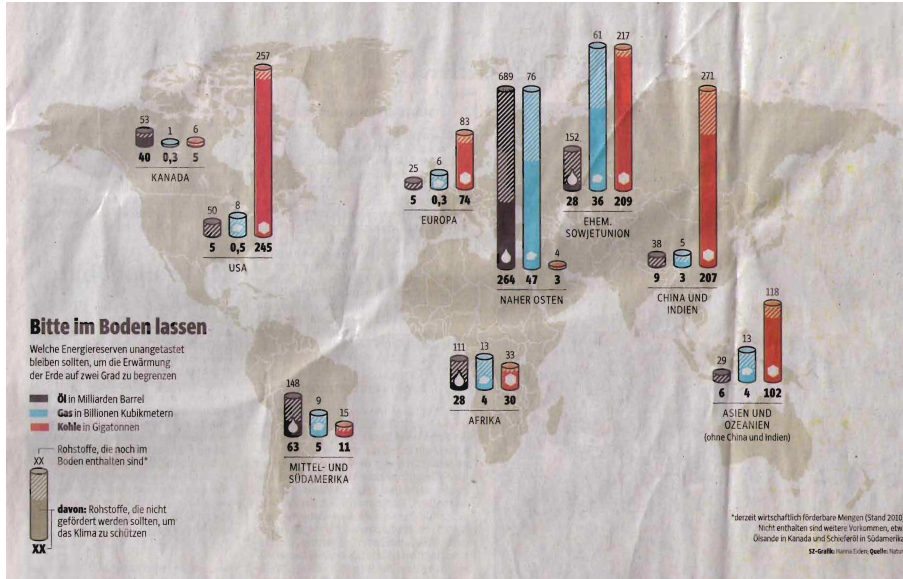 257
53 1 6
40 0,3 5
KANADA
50 8
5 0,5 245
USA
83
25 6
5 0,3 74
EUROPA
689 76
4
264 47 3
NAHER OSTEN
61 217
152
28 36 209
EHEM.
SOWJETUNION
271
38 5
9 3 207
CHINA UND
INDIEN
118
29 13
6 4 102
ASIEN UND
OZEANIEN
(ohne China und Indien)
111 13 33
28 4 30
AFRIKA
148 9 15
63 5 11
MITTEL- UND
SÜDAMERIKA
Bitte im Boden lassen
Welche Energiereserven unangetastet
bleiben sollten, um die Erwärmung
der Erde auf zwei Grad zu begrenzen
Öl in Milliarden Barrel
Gas in Billionen Kubikmetern
Kohle in Gigatonnen
Rohstoffe, die noch im
XX Boden enthalten sind*
davon: Rohstoffe, die nicht
gefördert werden sollten, um
das Klima zu schützen
XX
*derzeit wirtschaftlich förderbare Mengen (Stand 2010)
Nicht enthalten sind weitere Vorkommen, etw
Ölsande in Kanada und Schieferöl in Südamerika
SZ-Grafik: Hanna Eiden; Quelle: Natur